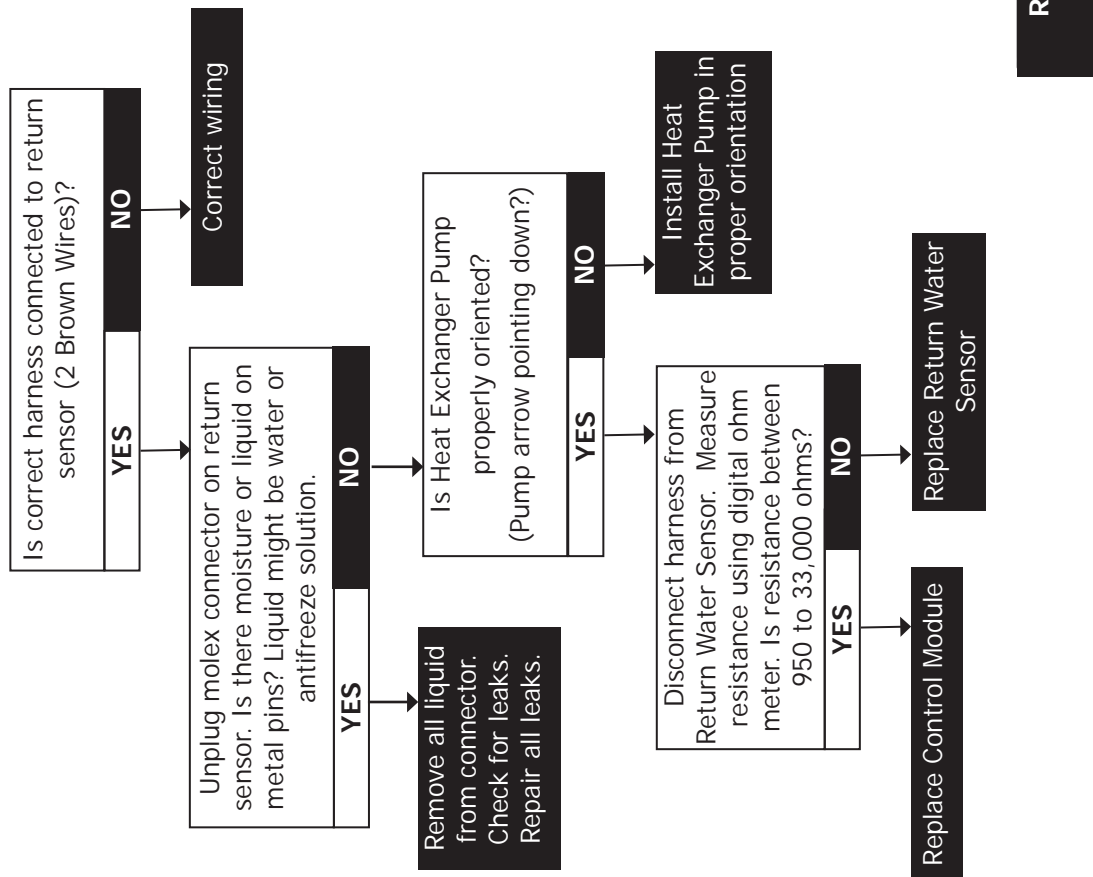 Is correct harness connected to return
sensor (2 Brown Wires)?
YES
NO
Correct wiring
Unplug molex connector on return
sensor. Is there moisture or liquid on
metal pins? Liquid might be water or
antifreeze solution.
YES
NO
Remove all liquid
from connector.
Check for leaks.
Repair all leaks.
Is Heat Exchanger Pump
properly oriented?
(Pump arrow pointing down?)
YES
NO
Install Heat
Exchanger Pump in
proper orientation
Disconnect harness from
Return Water Sensor. Measure
resistance using digital ohm
meter. Is resistance between
950 to 33,000 ohms?
YES
NO
Replace Control Module
Replace Return Water
Sensor